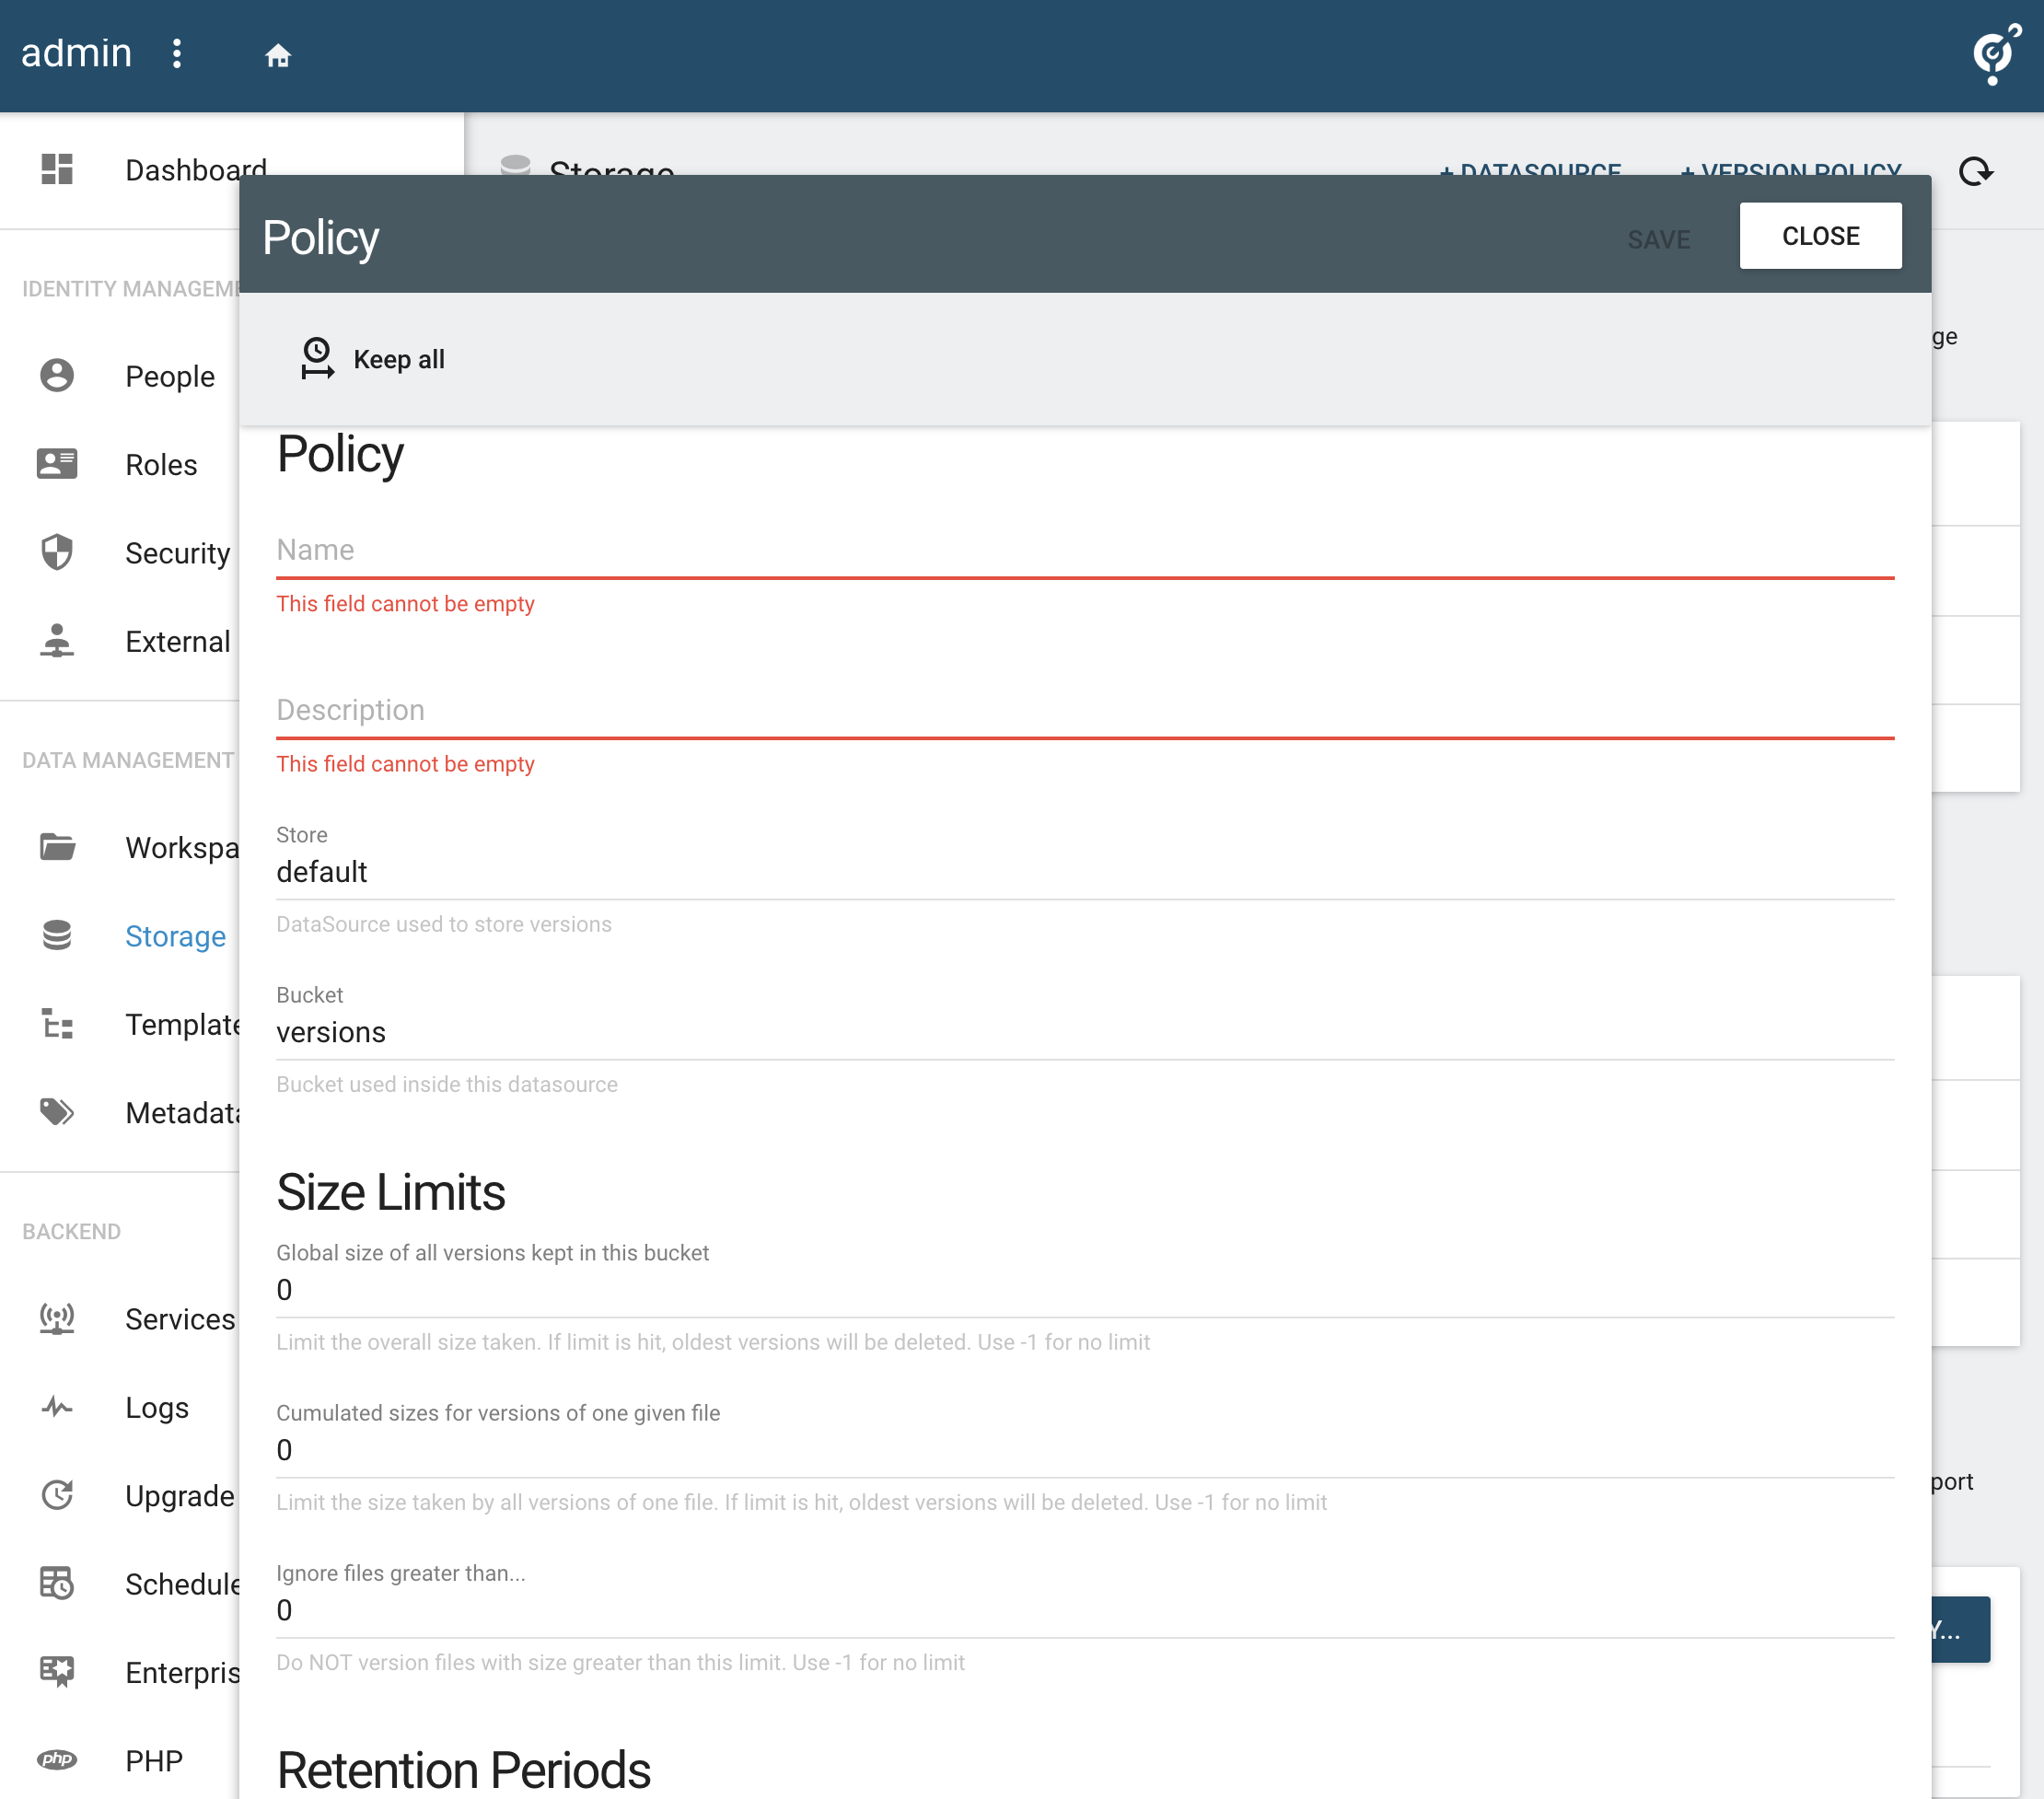 admin
Dashboard
Storage
+ DATASOURCE
+ VERSION POLICY
Policy
SAVE
CLOSE
IDENTITY MANAGEME
ge
Keep all
People
Roles
Security
External
Policy
Name
This field cannot be empty
Description
This field cannot be empty
DATA MANAGEMENT
Store
default
DataSource used to store versions
Workspa
Storage
Template
Metadata
Bucket
versions
Bucket used inside this datasource
Size Limits
BACKEND
Global size of all versions kept in this bucket
0
Limit the overall size taken. If limit is hit, oldest versions will be deleted. Use -1 for no limit
Services
Logs
Upgrade
Schedule
Enterpris
php
PHP
Cumulated sizes for versions of one given file
0
Limit the size taken by all versions of one file. If limit is hit, oldest versions will be deleted. Use -1 for no limit
port
Ignore files greater than...
0
Do NOT version files with size greater than this limit. Use -1 for no limit
Y...
Retention Periods